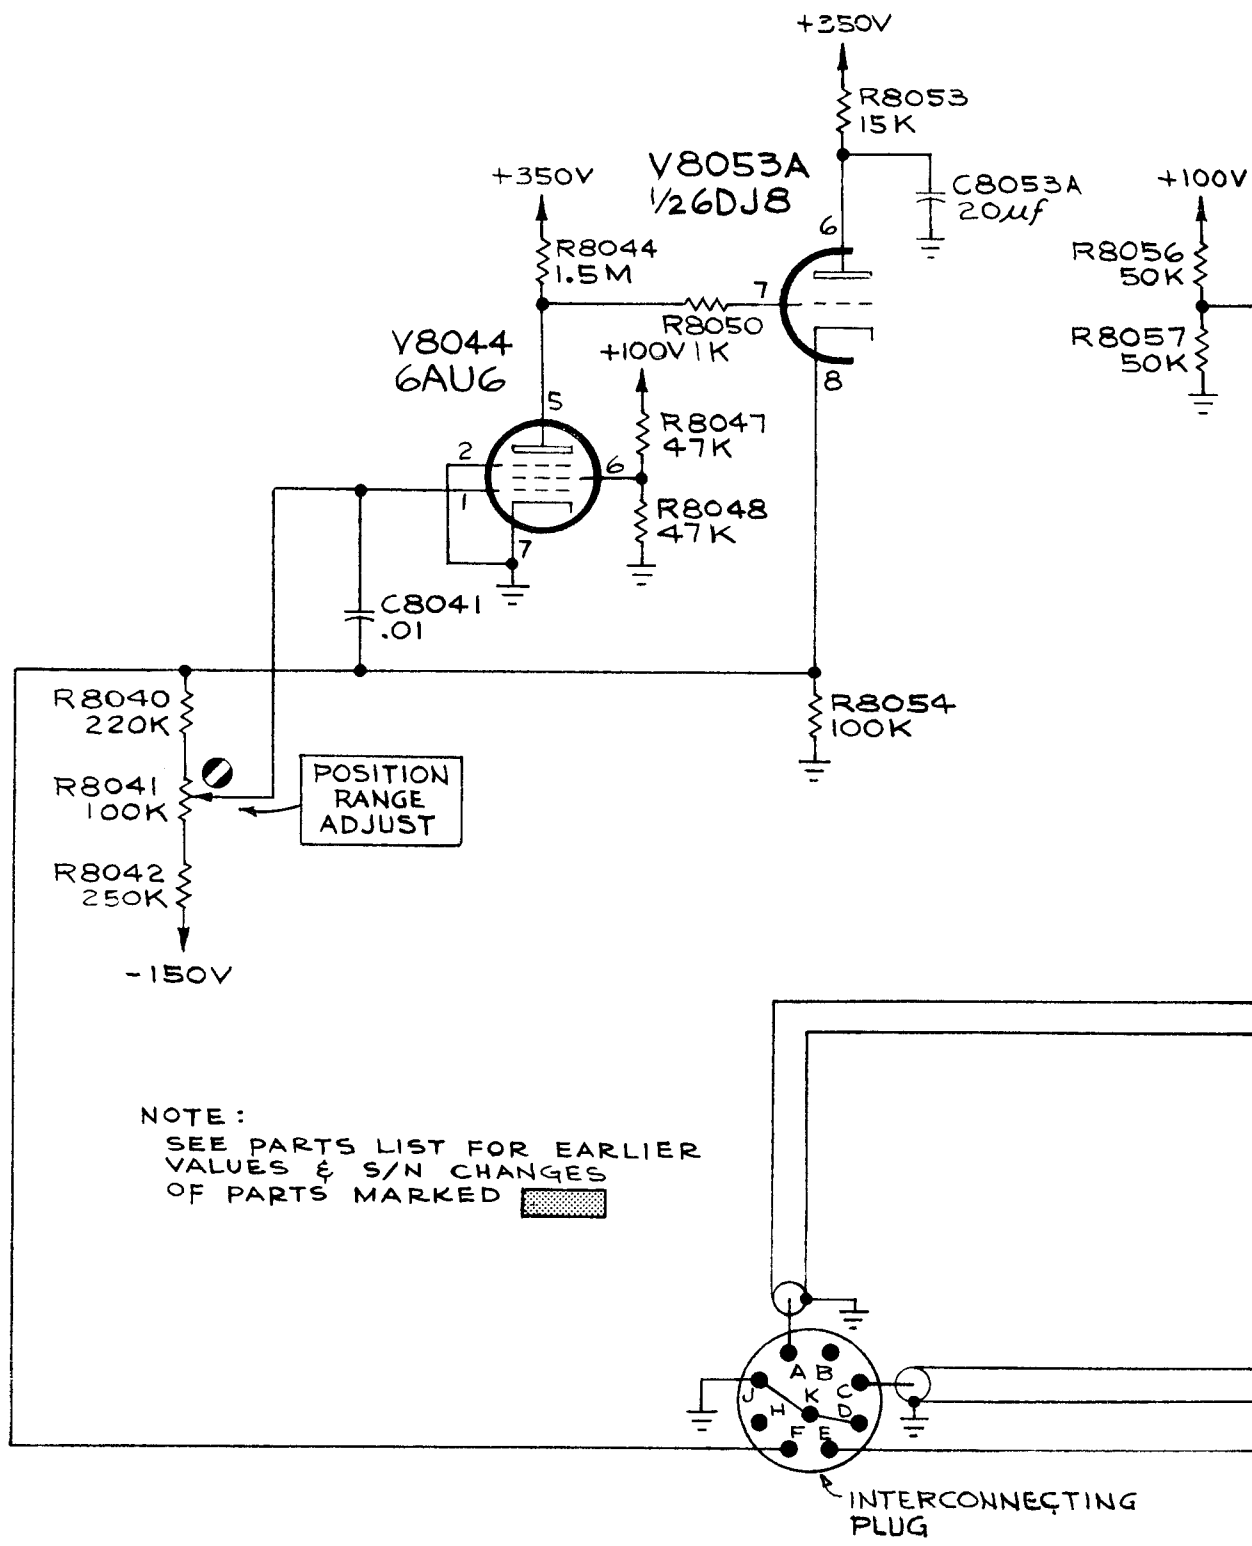 +350V
R8053
15K
V8053A
1/2 6DJ8
+350V
C8053A
20µf
+100V
6
R8044
1.5M
R8056
50K
7
R8050
1K
V8044
6AU6
+100V
R8057
50K
8
5
R8047
47K
2
6
1
R8048
47K
7
C8041
.01
R8040
220K
R8054
100K
R8041
100K
POSITION
RANGE
ADJUST
R8042
250K
-150V
NOTE:
SEE PARTS LIST FOR EARLIER
VALUES & S/N CHANGES
OF PARTS MARKED
A B
J K C
H D
F E
INTERCONNECTING
PLUG